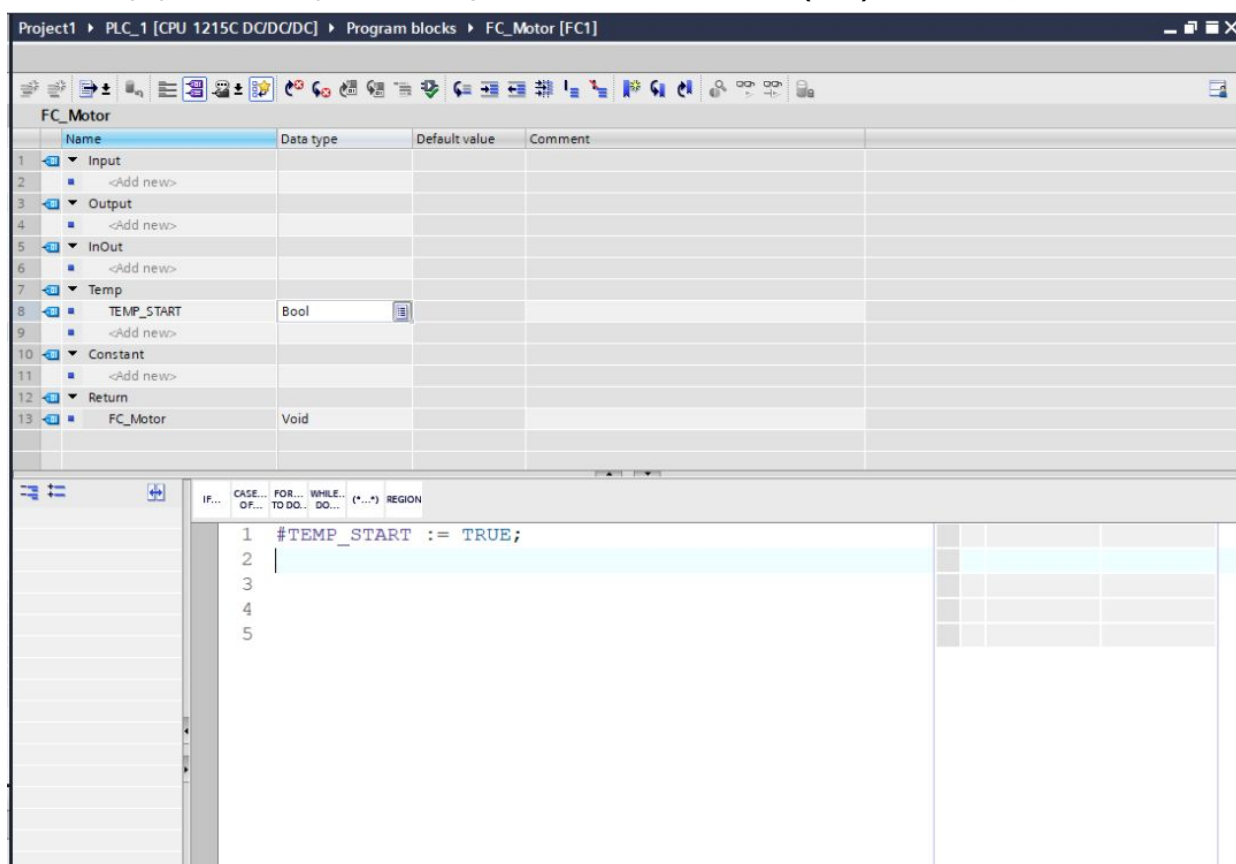 Project1 ▸ PLC_1 [CPU 1215C DC/DC/DC] ▸ Program blocks ▸ FC_Motor [FC1]
FC_Motor
Name Data type Default value Comment
1 Input
2 <Add new>
3 Output
4 <Add new>
5 InOut
6 <Add new>
7 Temp
8 TEMP_START Bool
9 <Add new>
10 Constant
11 <Add new>
12 Return
13 FC_Motor Void
IF... CASE... OF... FOR... TO DO.. WHILE.. DO... (*...*) REGION
1 #TEMP_START := TRUE;
2
3
4
5